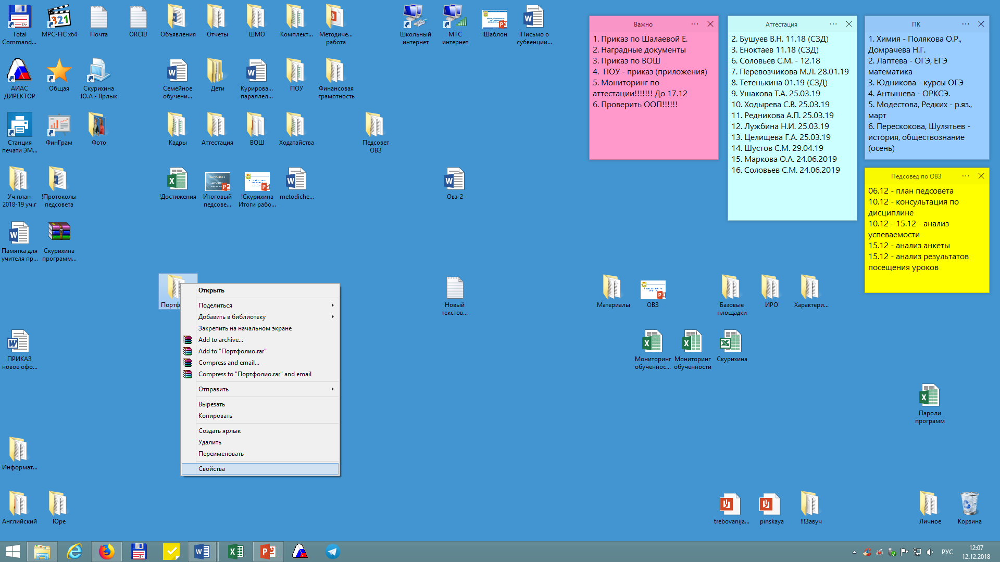 Total
Command...
MPC-HC x64
Почта
ORCID
Объявления
Отчеты
ШМО
Комплект...
Методиче...
работа
Школьный
интернет
МТС
интернет
!Шаблон
!Письмо о
субвенции...
АИАС
ДИРЕКТОР
Общая
Скурихина
Ю.А - Ярлык
Семейное
обучени...
Дети
Курирова...
параллел...
ПОУ
Финансовая
грамотность
Станция
печати ЭМ...
ФинГрам
Фото
Кадры
Аттестация
ВОШ
Ходатайства
Педсовет
ОВЗ
Уч.план
2018-19 уч.г
!Протоколы
педсовета
!Достижения
Итоговый
педсове...
!Скурихина
Итоги рабо...
metodiche...
Овз-2
Памятка для
учителя пр...
Скурихина
программ...
Портф
Открыть
Поделиться
Добавить в библиотеку
Закрепить на начальном экране
Add to archive...
Add to "Портфолио.rar"
Compress and email...
Compress to "Портфолио.rar" and email
Отправить
Вырезать
Копировать
Создать ярлык
Удалить
Переименовать
Свойства
Новый
текстов...
Материалы
ОВЗ
Базовые
площадки
ИРО
Характери...
ПРИКАЗ
новое офо...
Мониторинг
обученнос...
Мониторинг
обученности
Скурихина
Пароли
программ
Информат...
Английский
Юре
trebovanija...
pinskaya
!!!Завуч
Личное
Корзина
Важно
1. Приказ по Шалаевой Е.
2. Наградные документы
3. Приказ по ВОШ
4.  ПОУ - приказ (приложения)
5. Мониторинг по
аттестации!!!!!!! До 17.12
6. Проверить ООП!!!!!!
Аттестация
2. Бушуев В.Н. 11.18 (СЗД)
3. Еноктаев 11.18 (СЗД)
6. Соловьев С.М. - 12.18
7. Перевозчикова М.Л. 28.01.19
8. Тетенькина 01.19 (СЗД)
9. Ушакова Т.А. 25.03.19
10. Ходырева С.В. 25.03.19
11. Редникова А.П. 25.03.19
12. Лужбина Н.И. 25.03.19
13. Целищева Г.А. 25.03.19
14. Шустов С.М. 29.04.19
15. Маркова О.А. 24.06.2019
16. Соловьев С.М. 24.06.2019
ПК
1. Химия - Полякова О.Р.,
Домрачева Н.Г.
2. Лаптева - ОГЭ, ЕГЭ
математика
3. Юдникова - курсы ОГЭ
4. Антышева - ОРКСЭ.
5. Модестова, Редких - р.яз.,
март
6. Перескокова, Шулятьев -
история, обществознание
(осень)
Педсовед по ОВЗ
06.12 - план педсовета
10.12 - консультация по
дисциплине
10.12 - 15.12 - анализ
успеваемости
15.12 - анализ анкеты
15.12 - анализ результатов
посещения уроков
РУС
12:07
12.12.2018